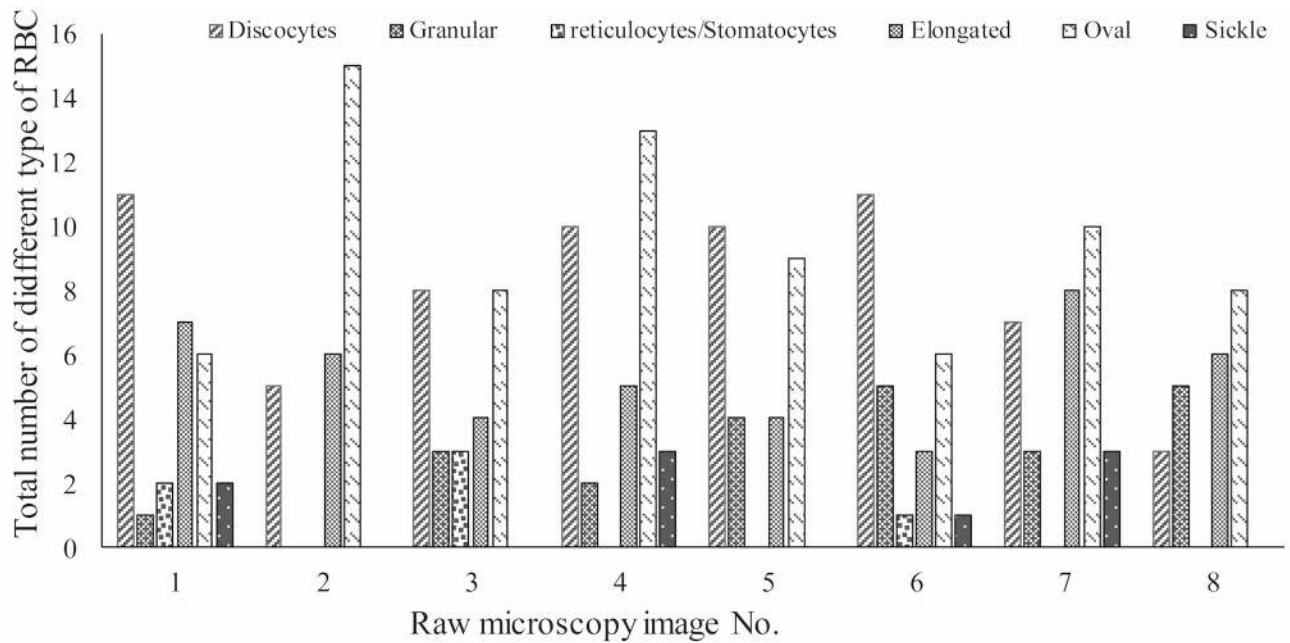 Discocytes Granular reticulocytes/Stomatocytes Elongated Oval Sickle
Total number of didfferent type of RBC
16
14
12
10
8
6
4
2
0
1 2 3 4 5 6 7 8
Raw microscopy image No.